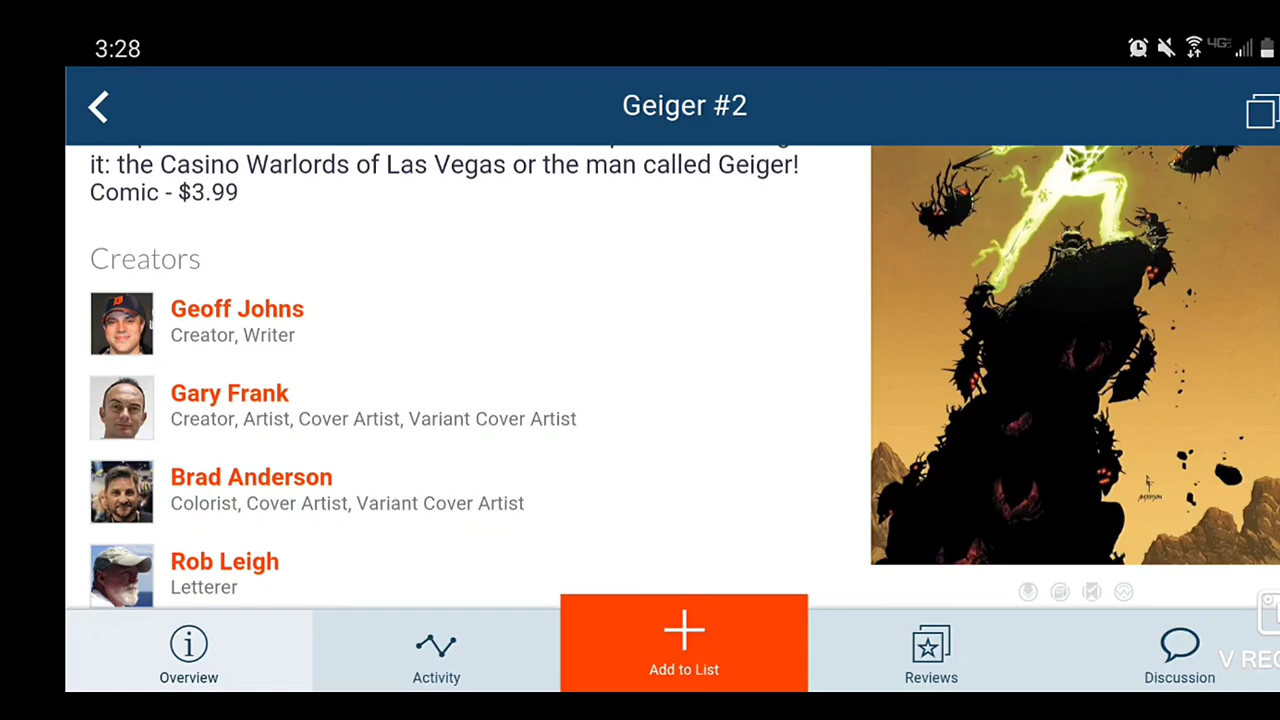 3:28
4GE
Geiger #2
it: the Casino Warlords of Las Vegas or the man called Geiger!
Comic - $3.99
Creators
Geoff Johns
Creator, Writer
Gary Frank
Creator, Artist, Cover Artist, Variant Cover Artist
Brad Anderson
Colorist, Cover Artist, Variant Cover Artist
Rob Leigh
Letterer
Overview
Activity
Add to List
Reviews
Discussion
V REC